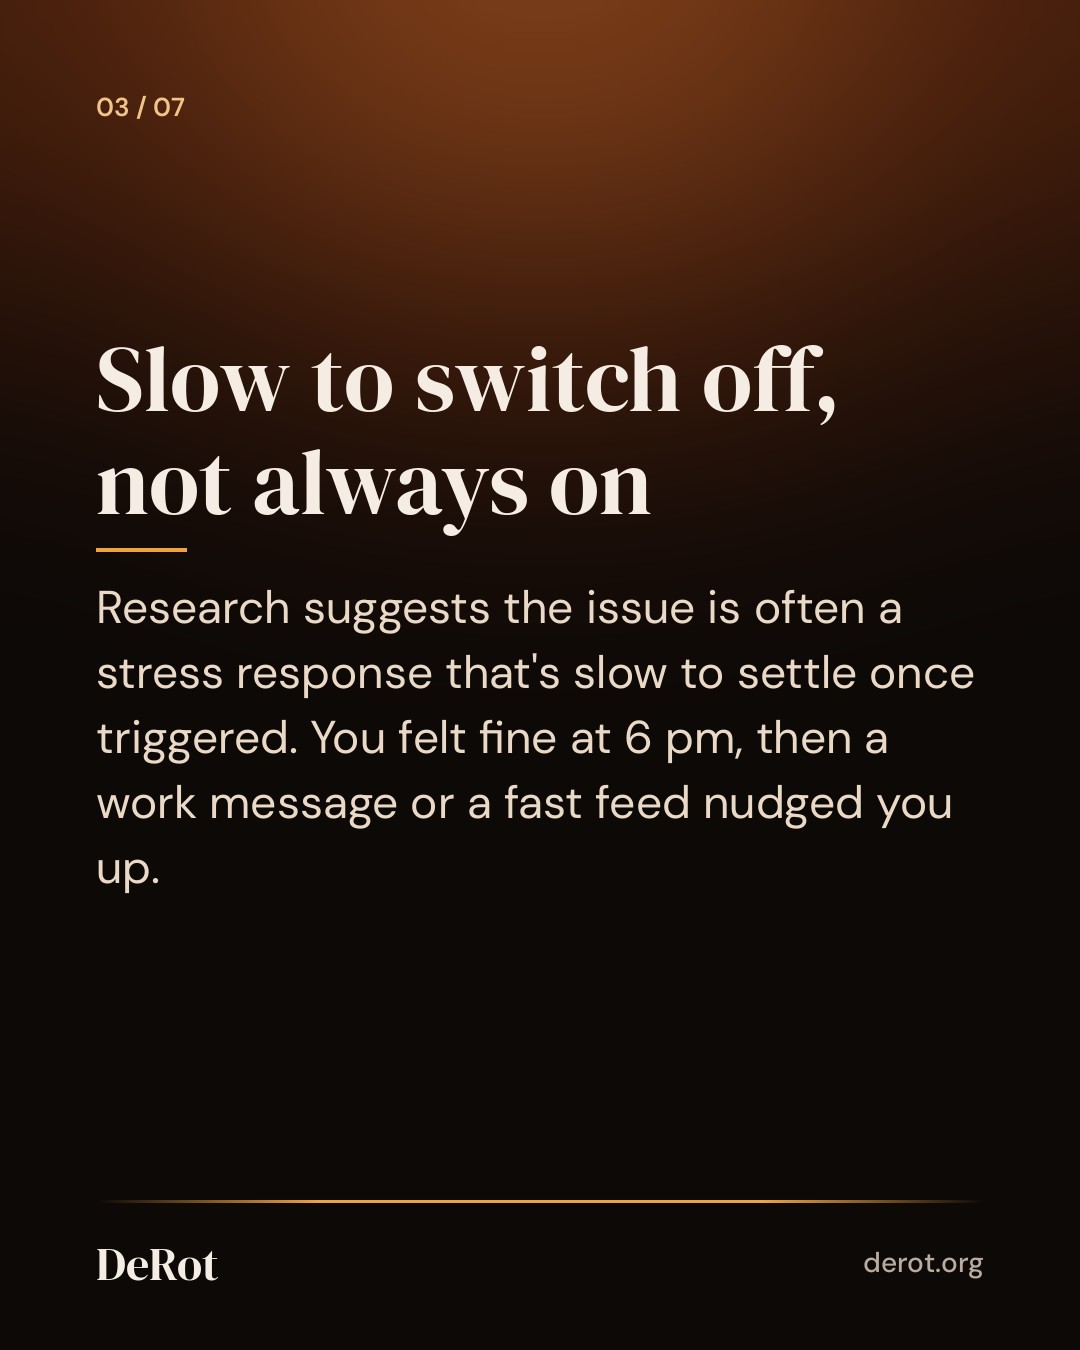 03 / 07
Slow to switch off,
not always on
Research suggests the issue is often a
stress response that's slow to settle once
triggered. You felt fine at 6 pm, then a
work message or a fast feed nudged you
up.
DeRot
derot.org